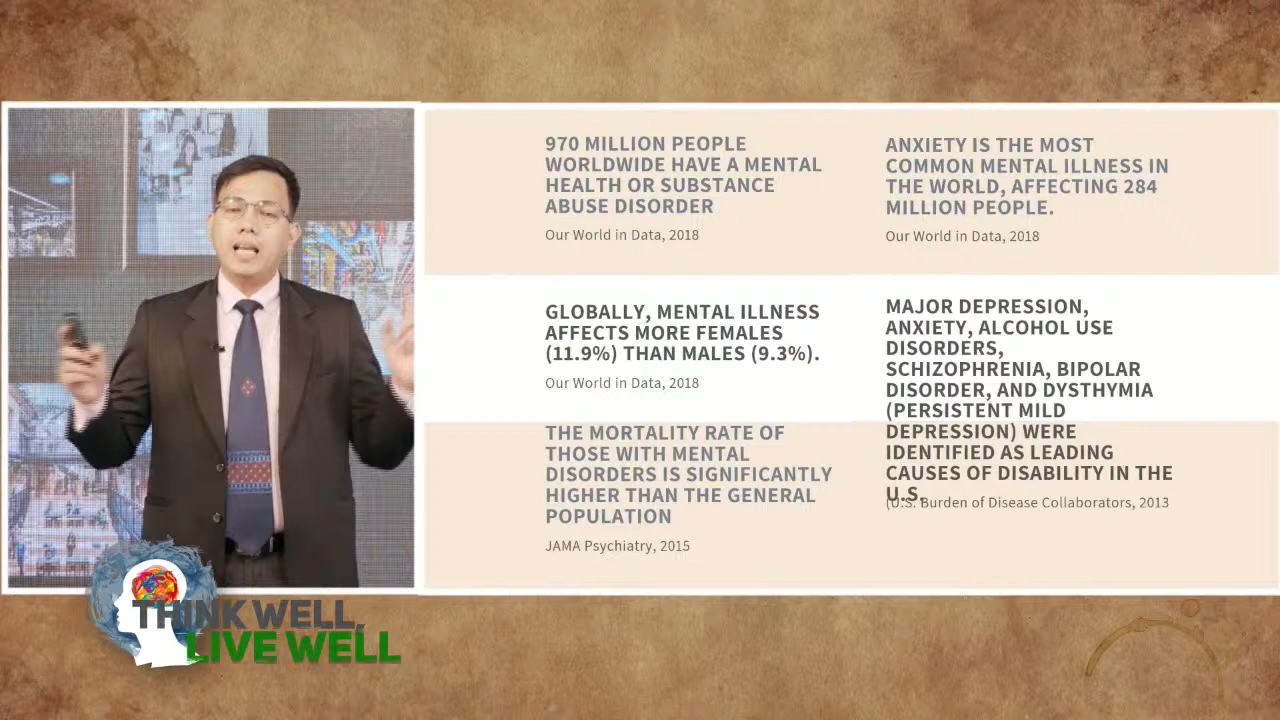 970 MILLION PEOPLE
WORLDWIDE HAVE A MENTAL
HEALTH OR SUBSTANCE
ABUSE DISORDER
Our World in Data, 2018
ANXIETY IS THE MOST
COMMON MENTAL ILLNESS IN
THE WORLD, AFFECTING 284
MILLION PEOPLE.
Our World in Data, 2018
GLOBALLY, MENTAL ILLNESS
AFFECTS MORE FEMALES
(11.9%) THAN MALES (9.3%).
Our World in Data, 2018
MAJOR DEPRESSION,
ANXIETY, ALCOHOL USE
DISORDERS,
SCHIZOPHRENIA, BIPOLAR
DISORDER, AND DYSTHYMIA
(PERSISTENT MILD
DEPRESSION) WERE
IDENTIFIED AS LEADING
CAUSES OF DISABILITY IN THE
U.S.
(U.S. Burden of Disease Collaborators, 2013
THE MORTALITY RATE OF
THOSE WITH MENTAL
DISORDERS IS SIGNIFICANTLY
HIGHER THAN THE GENERAL
POPULATION
JAMA Psychiatry, 2015
THINK WELL,
LIVE WELL